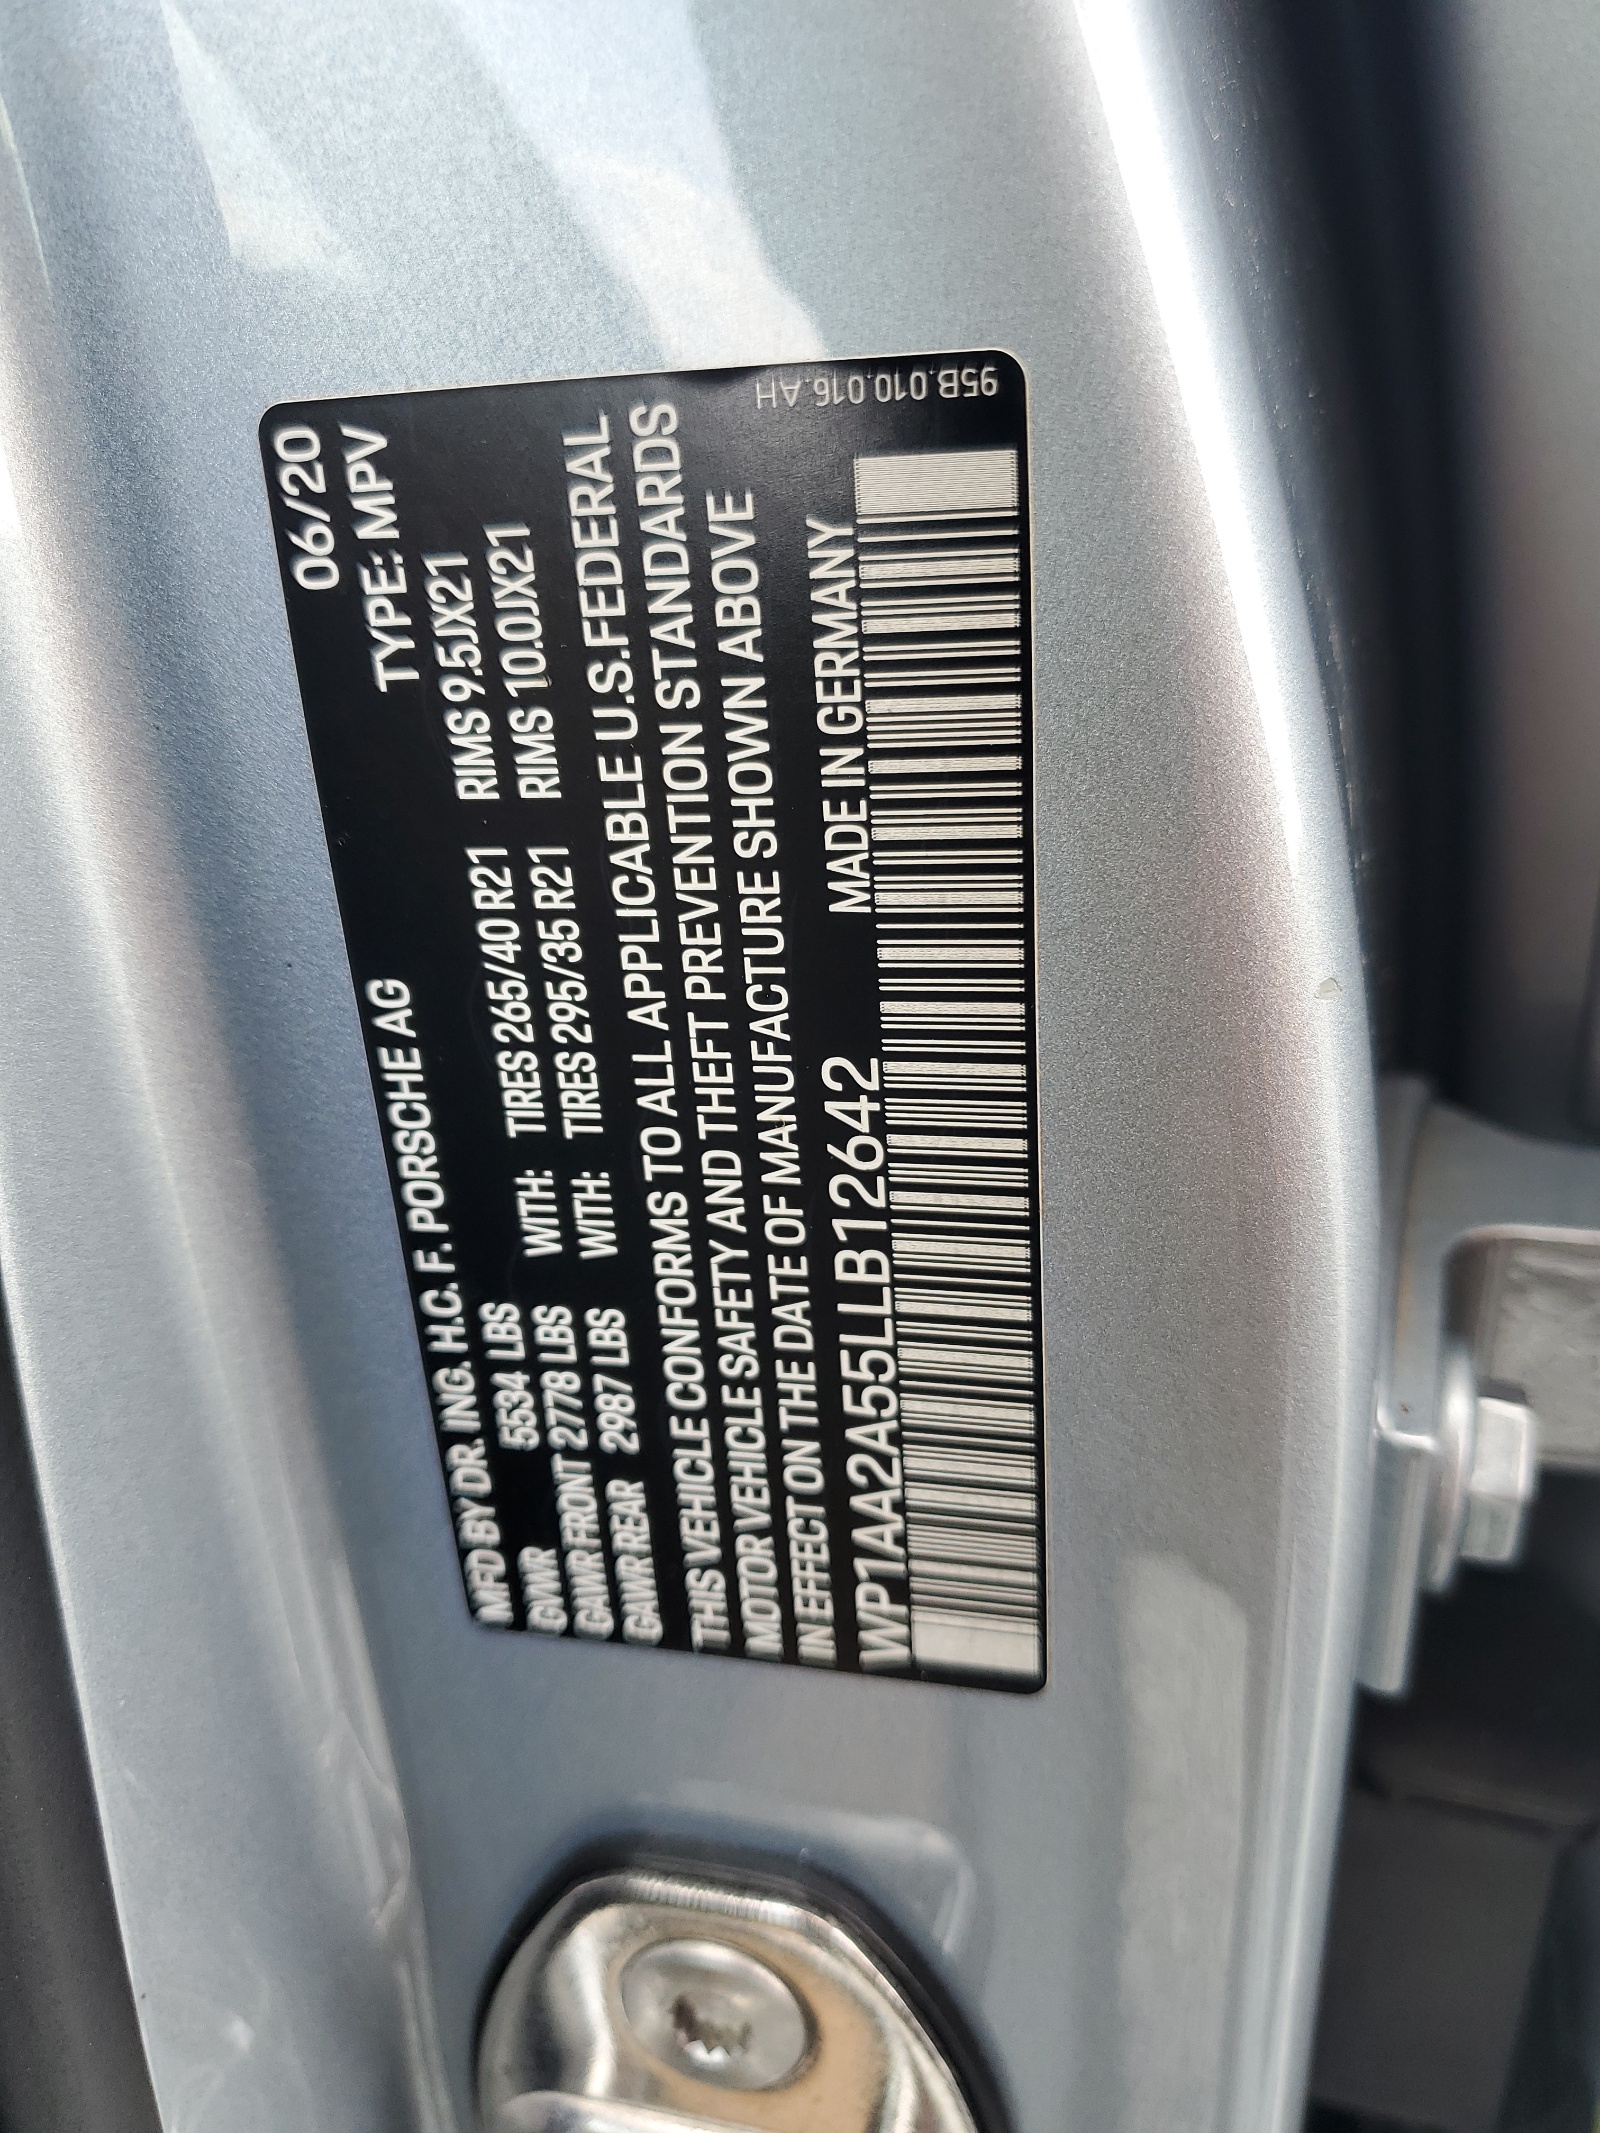 MFD BY DR. ING. H.C. F. PORSCHE AG 06/20
GVWR 5534 LBS TYPE: MPV
GAWR FRONT 2778 LBS WITH: TIRES 265/40 R21 RIMS 9.5JX21
GAWR REAR 2987 LBS WITH: TIRES 295/35 R21 RIMS 10.0JX21
THIS VEHICLE CONFORMS TO ALL APPLICABLE U.S.FEDERAL
MOTOR VEHICLE SAFETY AND THEFT PREVENTION STANDARDS
IN EFFECT ON THE DATE OF MANUFACTURE SHOWN ABOVE
WP1AA2A55LLB12642 MADE IN GERMANY
95B.010.016.AH